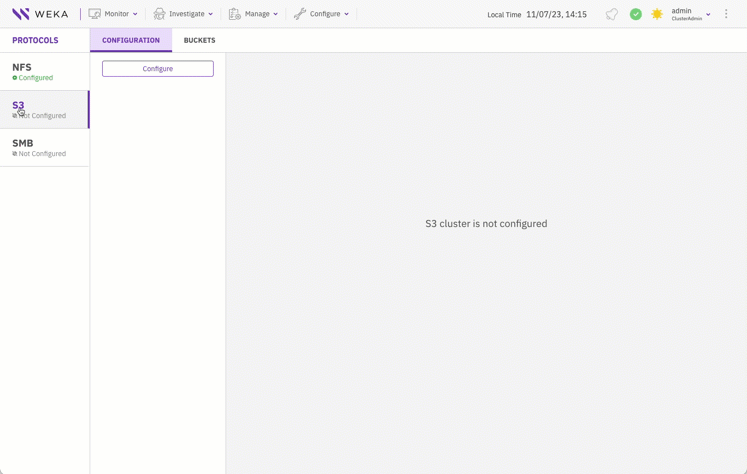 WEKA
Monitor
Investigate
Manage
Configure
Local Time 11/07/23, 14:15
admin
ClusterAdmin
PROTOCOLS
CONFIGURATION
BUCKETS
NFS
Configured
Configure
S3
Not Configured
SMB
Not Configured
S3 cluster is not configured